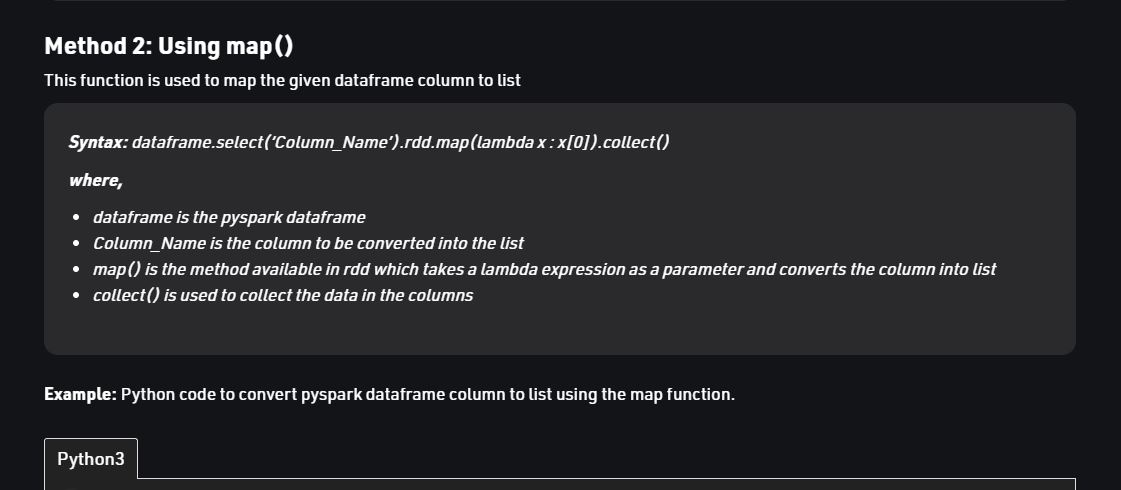 Method 2: Using map()
This function is used to map the given dataframe column to list
Syntax: dataframe.select(‘Column_Name’).rdd.map(lambda x : x[0]).collect()
where,
• dataframe is the pyspark dataframe
• Column_Name is the column to be converted into the list
• map() is the method available in rdd which takes a lambda expression as a parameter and converts the column into list
• collect() is used to collect the data in the columns
Example: Python code to convert pyspark dataframe column to list using the map function.
Python3